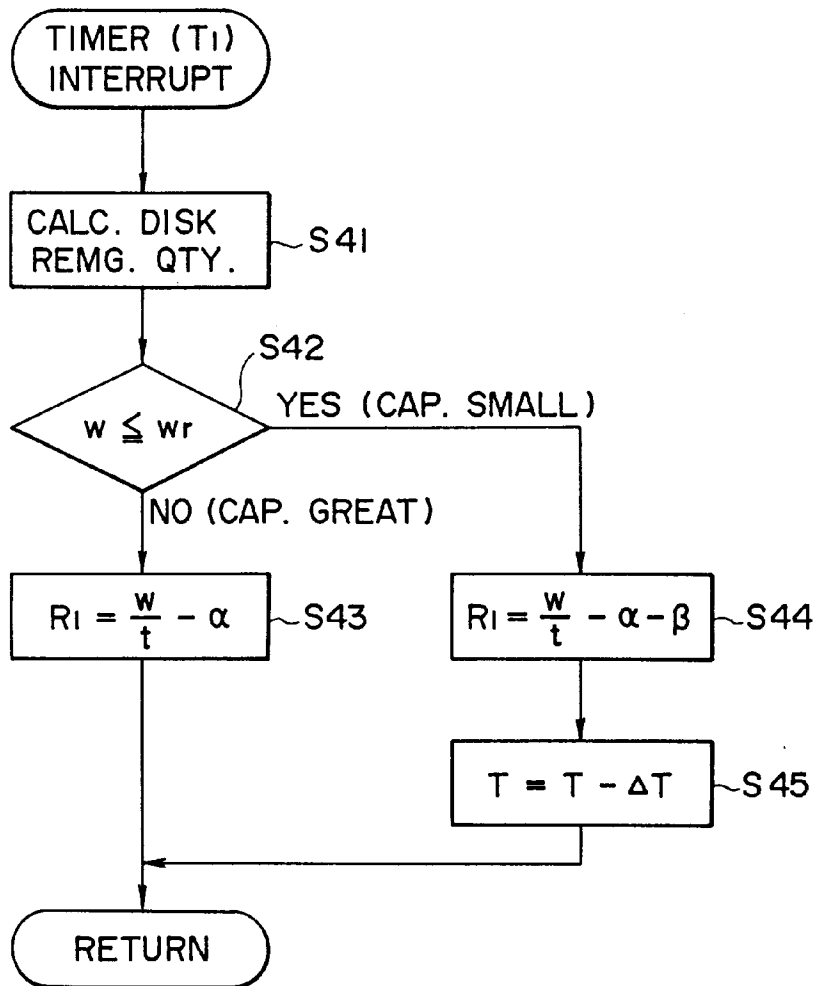 TIMER (T1)
INTERRUPT
CALC. DISK
REMG. QTY.
S41
S42
YES (CAP. SMALL)
w ≦ wr
NO (CAP. GREAT)
R1 = w/t - α
S43
R1 = w/t - α - β
S44
T = T - ΔT
S45
RETURN